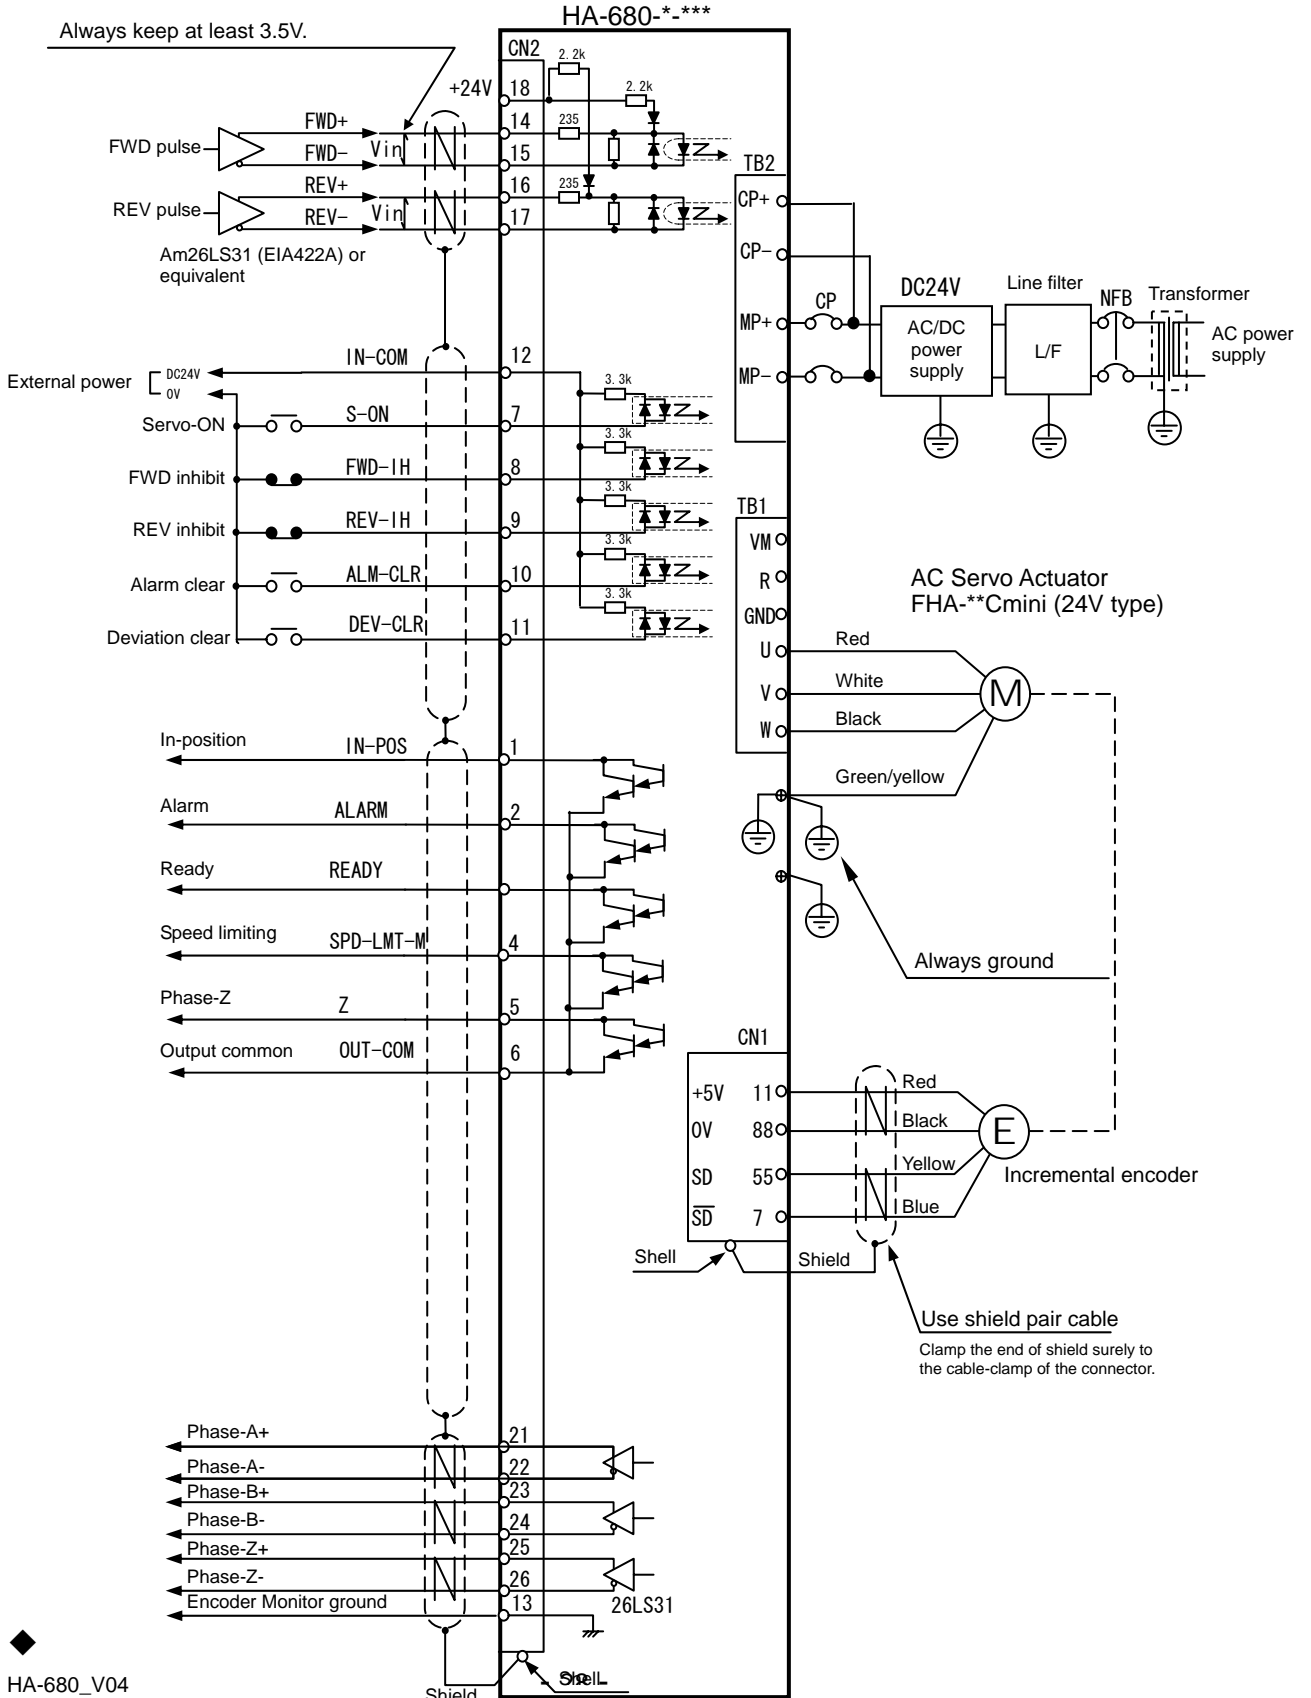 HA-680-*-***
Always keep at least 3.5V.
CN2
2.2k
+24V
18
2.2k
FWD+
14
235
FWD pulse
Vin
FWD-
15
TB2
REV+
16
235
CP+
REV pulse
Vin
REV-
17
Am26LS31 (EIA422A) or
equivalent
CP-
DC24V
Line filter
NFB
Transformer
CP
MP+
AC/DC
power
supply
L/F
AC power
supply
MP-
IN-COM
12
External power
DC24V
0V
3.3k
Servo-ON
S-ON
7
3.3k
FWD inhibit
FWD-IH
8
3.3k
REV inhibit
REV-IH
9
3.3k
Alarm clear
ALM-CLR
10
3.3k
Deviation clear
DEV-CLR
11
TB1
VM
R
GND
U
V
W
AC Servo Actuator
FHA-**Cmini (24V type)
Red
White
Black
Green/yellow
M
In-position
IN-POS
1
Alarm
ALARM
2
Ready
READY
Speed limiting
SPD-LMT-M
4
Always ground
Phase-Z
Z
5
Output common
OUT-COM
6
CN1
+5V
11
Red
0V
88
Black
E
SD
55
Yellow
Incremental encoder
SD
7
Blue
Shell
Shield
Use shield pair cable
Clamp the end of shield surely to
the cable-clamp of the connector.
Phase-A+
21
Phase-A-
22
Phase-B+
23
Phase-B-
24
Phase-Z+
25
Phase-Z-
26
26LS31
Encoder Monitor ground
13
Shell
Shield
HA-680_V04